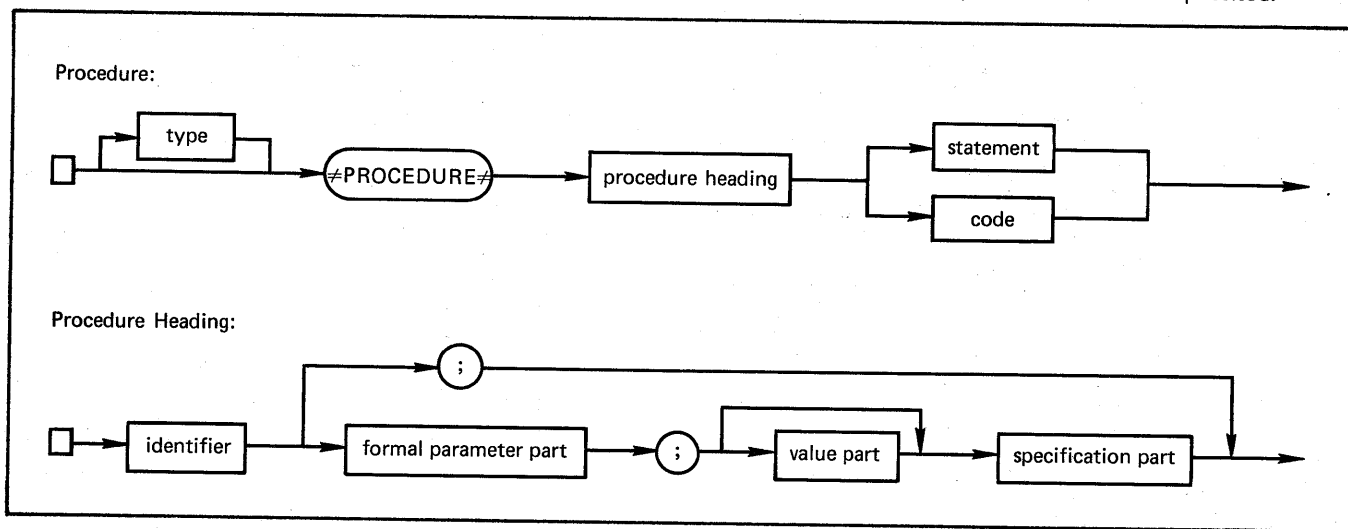 Procedure:
type
≠PROCEDURE≠
procedure heading
statement
code
Procedure Heading:
;
identifier
formal parameter part
;
value part
specification part